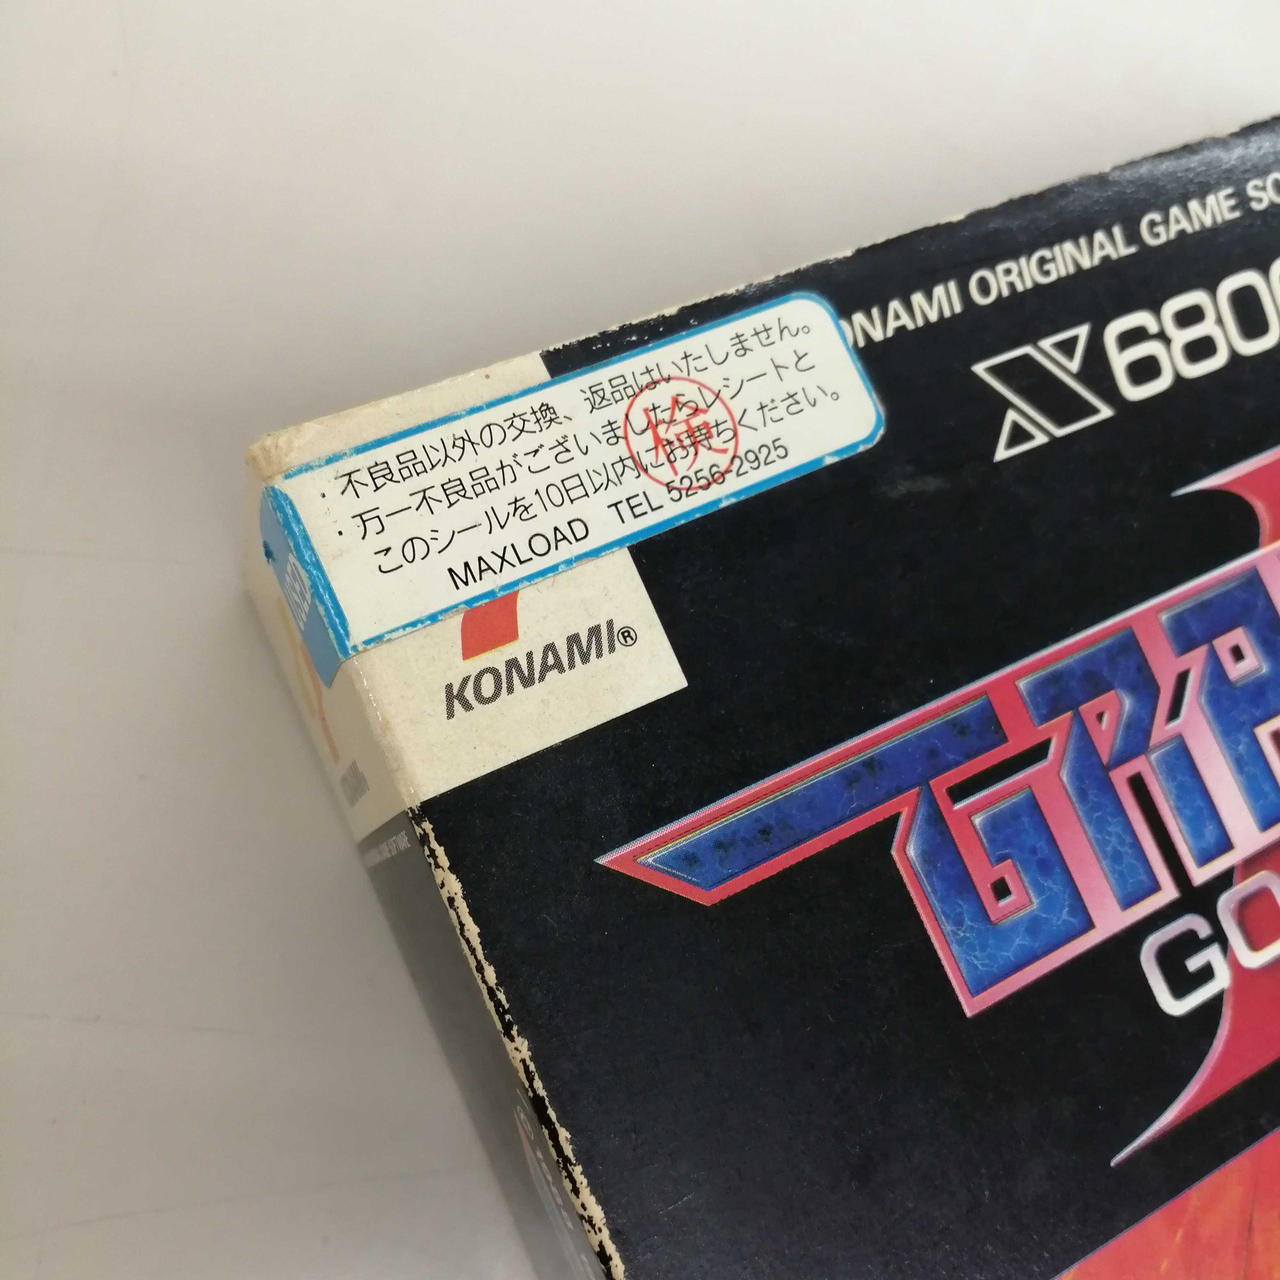 ・不良品以外の交換、返品はいたしません。
・万一不良品がございましたらレシートと
このシールを10日以内にお持ちください。
MAXLOAD TEL 5256-2925
検
KONAMI ORIGINAL GAME
X 6800
KONAMI®
KONAMI
GRA
GO